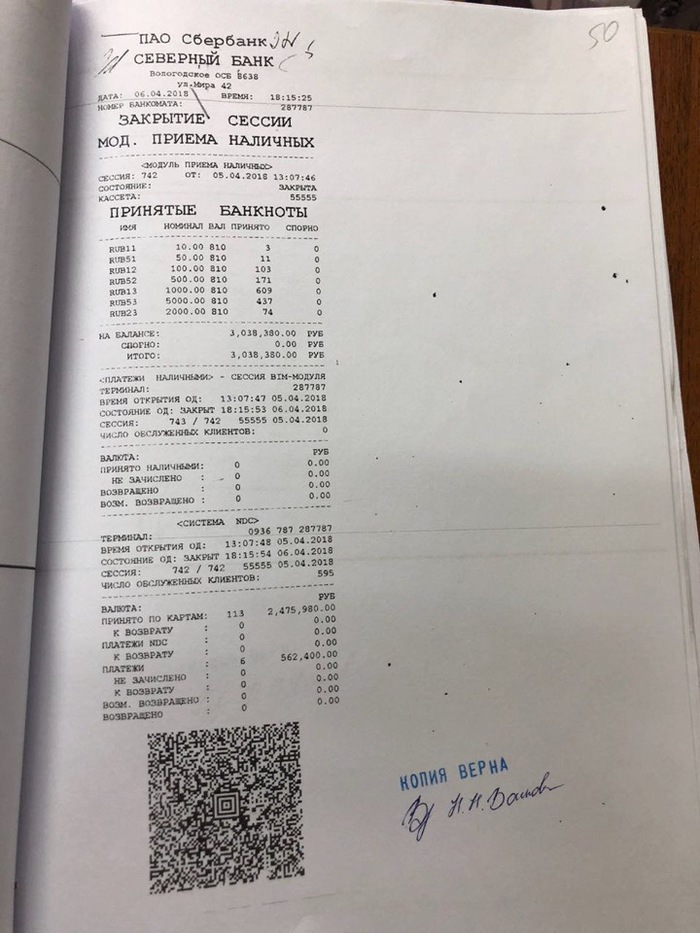 50
ПАО Сбербанк
СЕВЕРНЫЙ БАНК
Вологодское ОСБ 8638
ул.Мира 42
ДАТА: 06.04.2018 ВРЕМЯ: 18:15:25
НОМЕР БАНКОМАТА: 287787
ЗАКРЫТИЕ СЕССИИ
МОД. ПРИЕМА НАЛИЧНЫХ
<МОДУЛЬ ПРИЕМА НАЛИЧНЫХ>
СЕССИЯ: 742 ОТ: 05.04.2018 13:07:46
СОСТОЯНИЕ: ЗАКРЫТА
КАССЕТА: 55555
ПРИНЯТЫЕ БАНКНОТЫ
ИМЯ НОМИНАЛ ВАЛ ПРИНЯТО СПОРНО
RUB11 10.00 810 3 0
RUB51 50.00 810 11 0
RUB12 100.00 810 103 0
RUB52 500.00 810 171 0
RUB13 1000.00 810 609 0
RUB53 5000.00 810 437 0
RUB23 2000.00 810 74 0
НА БАЛАНСЕ: 3,038,380.00 РУБ
СПОРНО: 0.00 РУБ
ИТОГО: 3,038,380.00 РУБ
<ПЛАТЕЖИ НАЛИЧНЫМИ> - СЕССИЯ BIM-МОДУЛЯ
ТЕРМИНАЛ: 287787
ВРЕМЯ ОТКРЫТИЯ ОД: 13:07:47 05.04.2018
СОСТОЯНИЕ ОД: ЗАКРЫТ 18:15:53 06.04.2018
СЕССИЯ: 743 / 742 55555 05.04.2018
ЧИСЛО ОБСЛУЖЕННЫХ КЛИЕНТОВ: 0
ВАЛЮТА: РУБ
ПРИНЯТО НАЛИЧНЫМИ: 0 0.00
НЕ ЗАЧИСЛЕНО : 0 0.00
ВОЗВРАЩЕНО : 0 0.00
ВОЗМ. ВОЗВРАЩЕНО : 0 0.00
<СИСТЕМА NDC>
ТЕРМИНАЛ: 0936 787 287787
ВРЕМЯ ОТКРЫТИЯ ОД: 13:07:48 05.04.2018
СОСТОЯНИЕ ОД: ЗАКРЫТ 18:15:54 06.04.2018
СЕССИЯ: 742 / 742 55555 05.04.2018
ЧИСЛО ОБСЛУЖЕННЫХ КЛИЕНТОВ: 595
ВАЛЮТА: РУБ
ПРИНЯТО ПО КАРТАМ: 113 2,475,980.00
К ВОЗВРАТУ : 0 0.00
ПЛАТЕЖИ NDC 0 0.00
К ВОЗВРАТУ : 0 0.00
ПЛАТЕЖИ : 6 562,400.00
НЕ ЗАЧИСЛЕНО : 0 0.00
К ВОЗВРАТУ : 0 0.00
ВОЗМ. ВОЗВРАЩЕНО : 0 0.00
ВОЗВРАЩЕНО : 0 0.00
КОПИЯ ВЕРНА